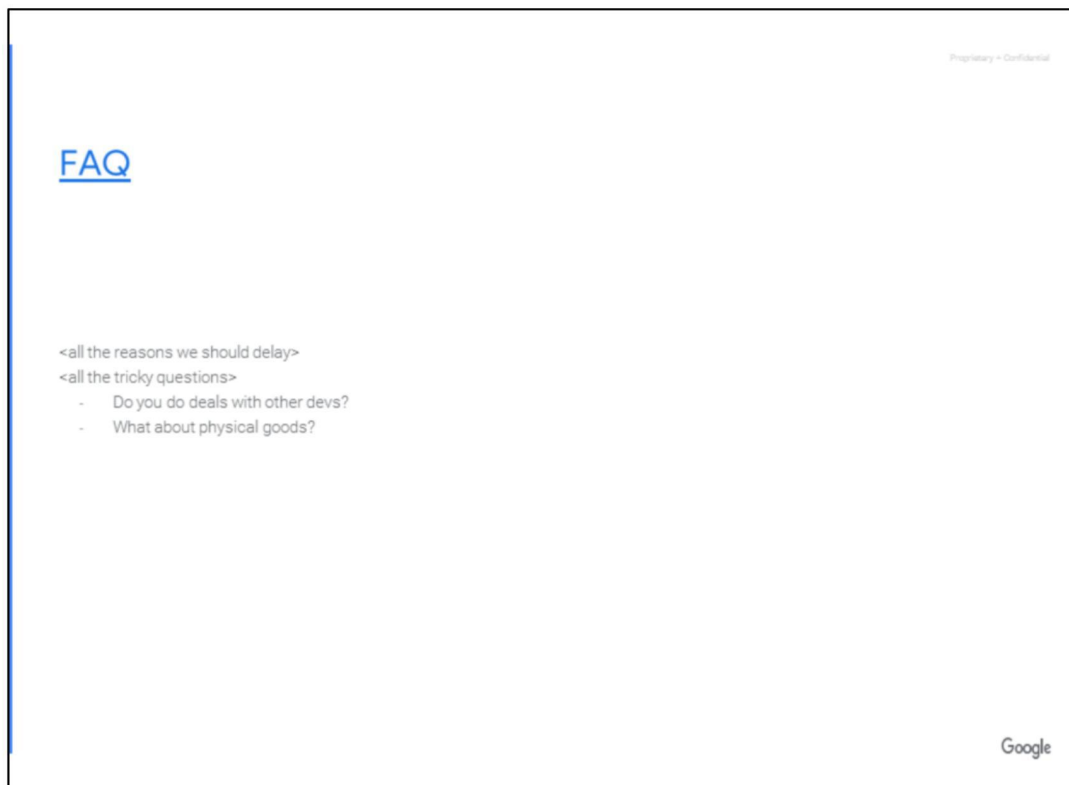 Proprietary + Confidential
FAQ
<all the reasons we should delay>
<all the tricky questions>
- Do you do deals with other devs?
- What about physical goods?
Google